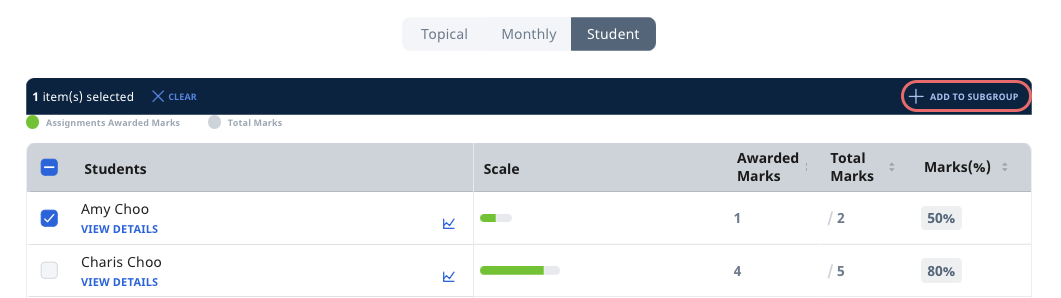 Topical Monthly Student
1 item(s) selected CLEAR ADD TO SUBGROUP
Assignments Awarded Marks Total Marks
Students Scale Awarded Marks Total Marks Marks(%)
Amy Choo
VIEW DETAILS 1 / 2 50%
Charis Choo
VIEW DETAILS 4 / 5 80%